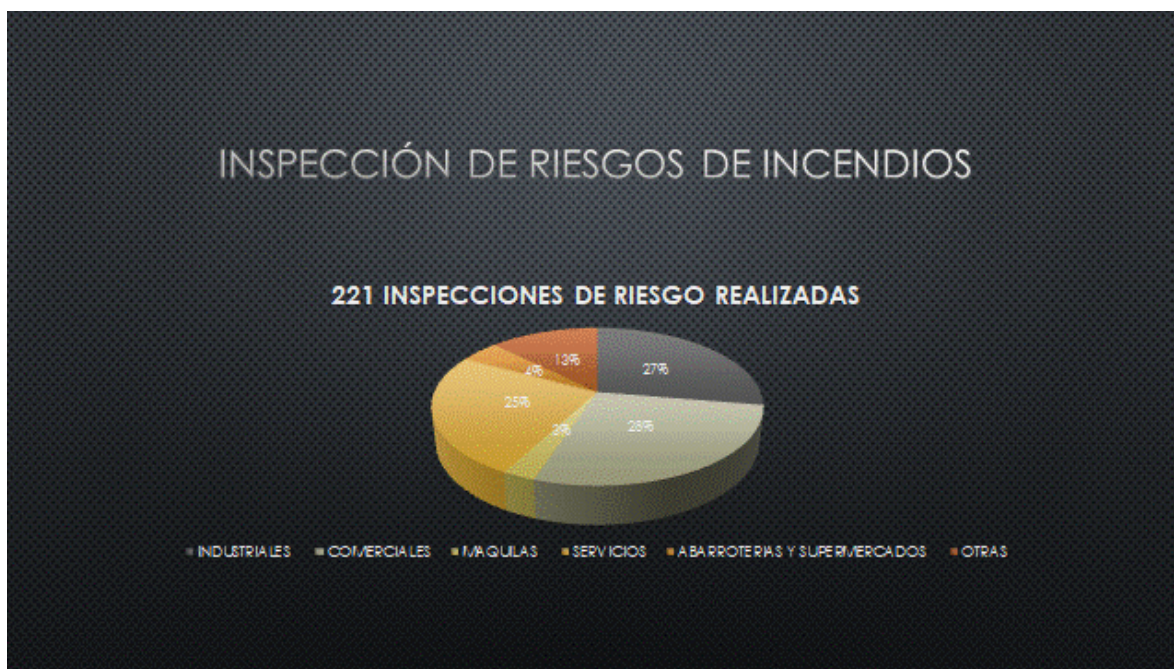 INSPECCIÓN DE RIESGOS DE INCENDIOS
221 INSPECCIONES DE RIESGO REALIZADAS
13%
27%
4%
25%
3%
28%
INDUSTRIALES COMERCIALES MAQUILAS SERVICIOS ABARROTERIAS Y SUPERMERCADOS OTRAS